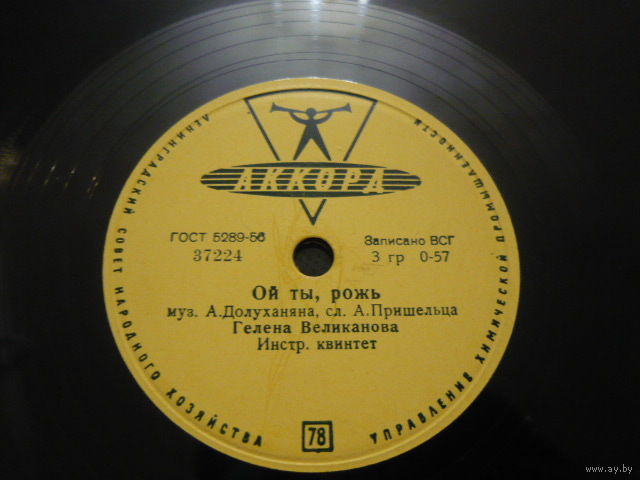 ЛЕНИНГРАДСКИЙ СОВЕТ НАРОДНОГО ХОЗЯЙСТВА
УПРАВЛЕНИЕ ХИМИЧЕСКОЙ ПРОМЫШЛЕННОСТИ
АККОРД
ГОСТ 5289-56
37224
Записано ВСГ
3 гр 0-57
Ой ты, рожь
муз. А.Долуханяна, сл. А.Пришельца
Гелена Великанова
Инстр. квинтет
78
www.ay.by